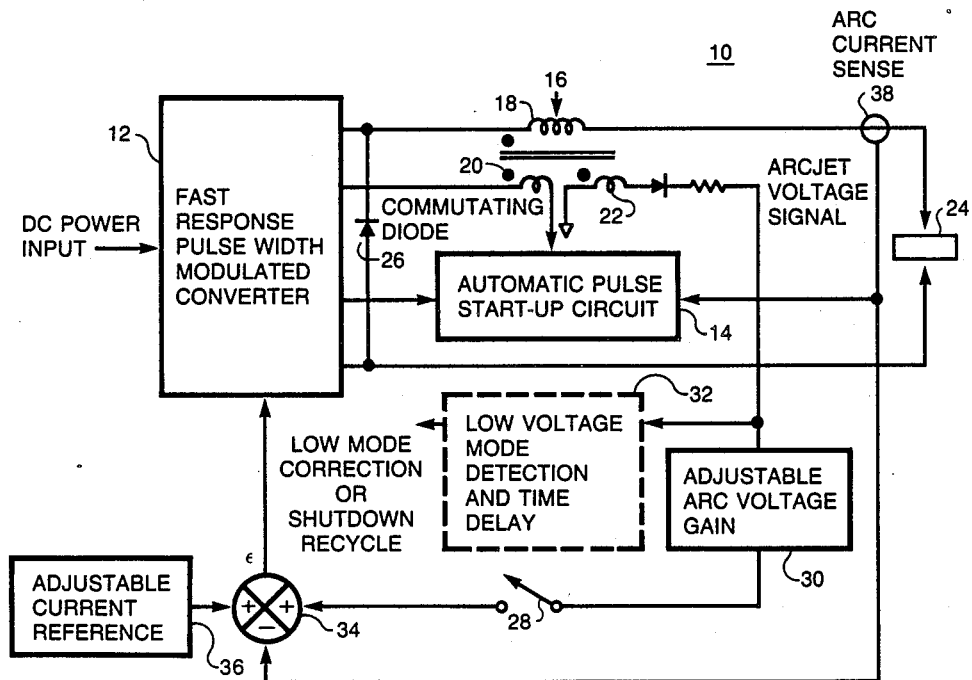 ARC
CURRENT
SENSE
10
38
16
18
12
20
FAST
RESPONSE
PULSE WIDTH
MODULATED
CONVERTER
DC POWER
INPUT
COMMUTATING
DIODE
26
22
ARCJET
VOLTAGE
SIGNAL
24
AUTOMATIC PULSE
START-UP CIRCUIT
14
32
LOW VOLTAGE
MODE
DETECTION
AND TIME
DELAY
LOW MODE
CORRECTION
OR
SHUTDOWN
RECYCLE
ADJUSTABLE
ARC VOLTAGE
GAIN
30
ϵ
ADJUSTABLE
CURRENT
REFERENCE
36
+ +
−
34
28